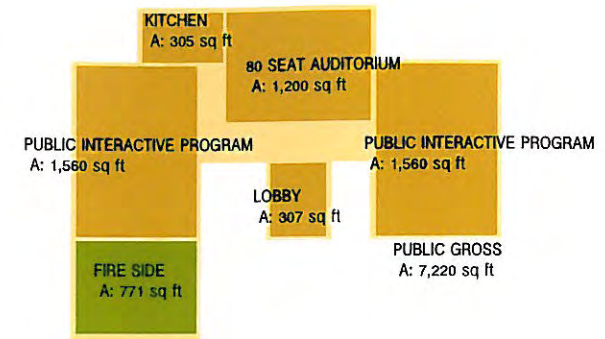 KITCHEN
A: 305 sq ft
80 SEAT AUDITORIUM
A: 1,200 sq ft
PUBLIC INTERACTIVE PROGRAM
A: 1,560 sq ft
PUBLIC INTERACTIVE PROGRAM
A: 1,560 sq ft
LOBBY
A: 307 sq ft
PUBLIC GROSS
A: 7,220 sq ft
FIRE SIDE
A: 771 sq ft